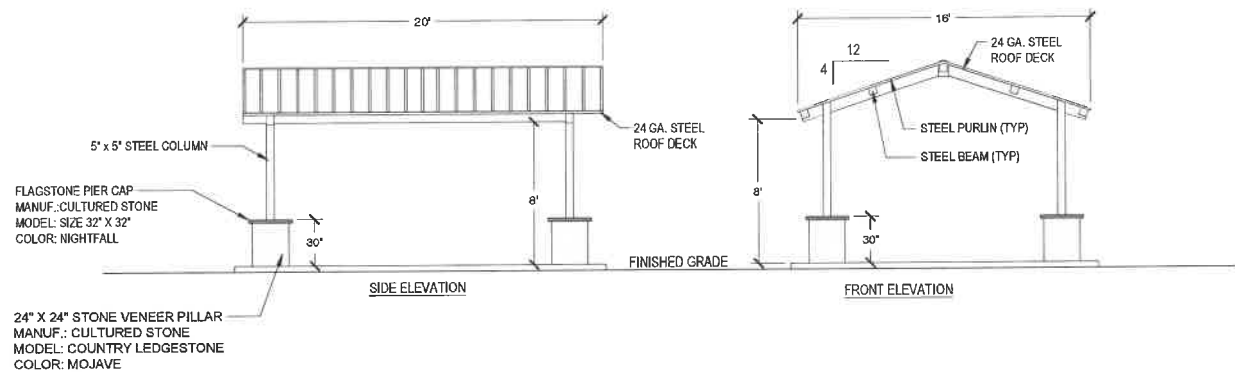 20'
24 GA. STEEL
ROOF DECK
5" x 5" STEEL COLUMN
FLAGSTONE PIER CAP
MANUF.:CULTURED STONE
MODEL: SIZE 32" X 32"
COLOR: NIGHTFALL
30"
8'
SIDE ELEVATION
24" X 24" STONE VENEER PILLAR
MANUF.: CULTURED STONE
MODEL: COUNTRY LEDGESTONE
COLOR: MOJAVE
FINISHED GRADE
16'
12
4
24 GA. STEEL
ROOF DECK
STEEL PURLIN (TYP)
STEEL BEAM (TYP)
8'
30"
FRONT ELEVATION